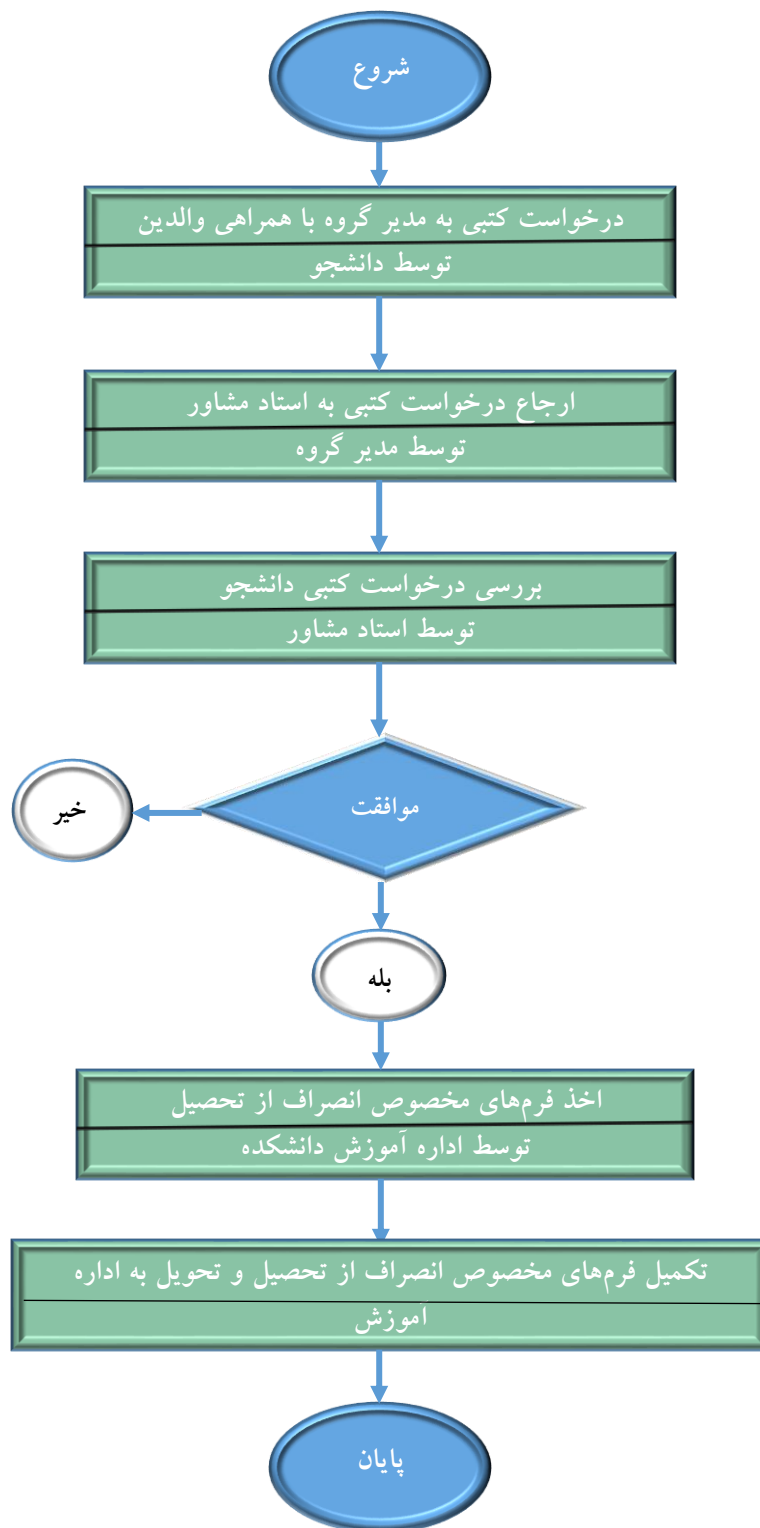 شروع
درخواست کتبی به مدیر گروه با همراهی والدین
توسط دانشجو
ارجاع درخواست کتبی به استاد مشاور
توسط مدیر گروه
بررسی درخواست کتبی دانشجو
توسط استاد مشاور
موافقت
خیر
بله
اخذ فرم‌های مخصوص انصراف از تحصیل
توسط اداره آموزش دانشکده
تکمیل فرم‌های مخصوص انصراف از تحصیل و تحویل به اداره
آموزش
پایان